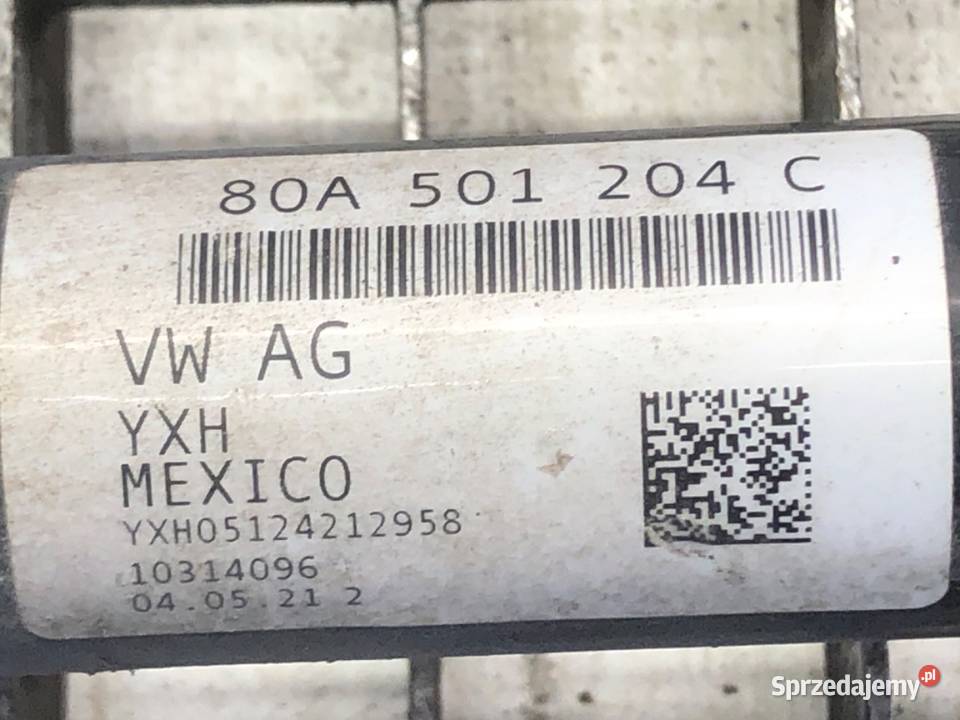 80A 501 204 C
VW AG
YXH
MEXICO
YXH05124212958
10314096
04.05.21 2
Sprzedajemy.pl